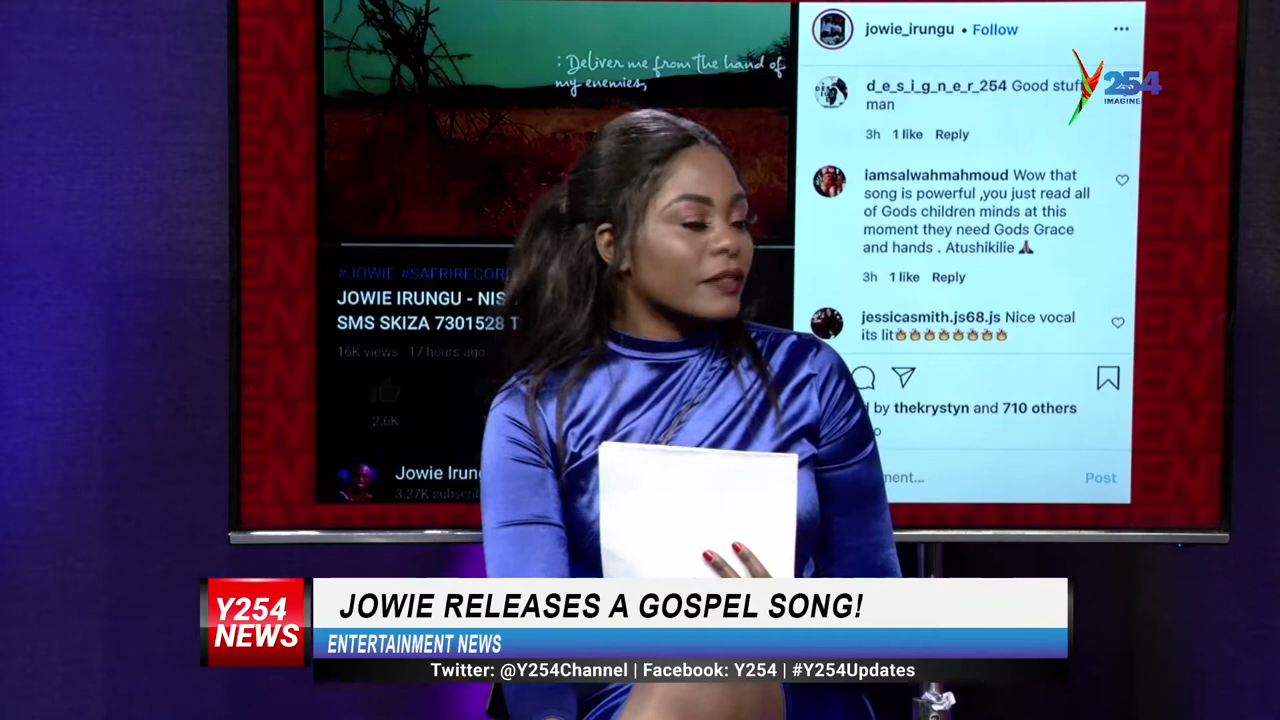 : Deliver me from the hand of
my enemies,
#JOWIE #SAFRIRECOR
JOWIE IRUNGU - NIS
SMS SKIZA 7301528 T
16K views 17 hours ago
2.6K
Jowie Irung
3.27K subscrib
jowie_irungu • Follow
d_e_s_i_g_n_e_r_254 Good stuff
man
3h 1 like Reply
iamsalwahmahmoud Wow that
song is powerful ,you just read all
of Gods children minds at this
moment they need Gods Grace
and hands . Atushikilie 🙏🏿
3h 1 like Reply
jessicasmith.js68.js Nice vocal
its lit🔥🔥🔥🔥🔥🔥🔥🔥
d by thekrystyn and 710 others
ment...
Post
Y254
IMAGINE
Y254
NEWS
JOWIE RELEASES A GOSPEL SONG!
ENTERTAINMENT NEWS
Twitter: @Y254Channel | Facebook: Y254 | #Y254Updates